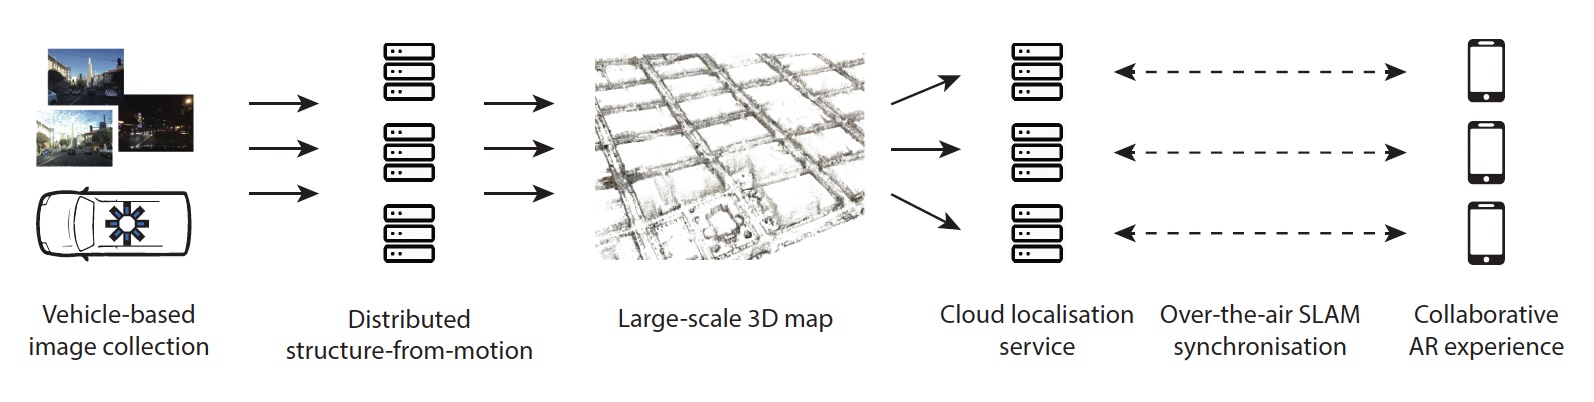 Vehicle-based
image collection
Distributed
structure-from-motion
Large-scale 3D map
Cloud localisation
service
Over-the-air SLAM
synchronisation
Collaborative
AR experience